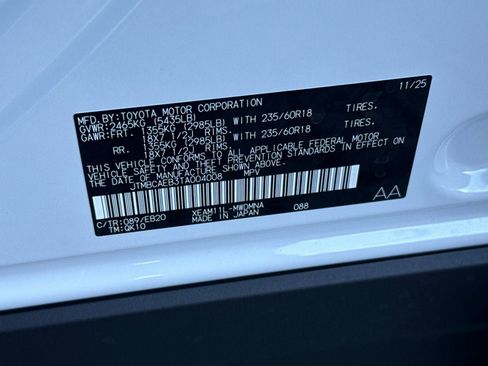 MFD.BY:TOYOTA MOTOR CORPORATION 11/25
GVWR:2465KG (5435LB)
GAWR:FRT. 1355KG (2985LB) WITH 235/60R18 TIRES.
18X7 1/2J RIMS.
RR. 1355KG (2985LB) WITH 235/60R18 TIRES.
18X7 1/2J RIMS.
THIS VEHICLE CONFORMS TO ALL APPLICABLE FEDERAL MOTOR
VEHICLE SAFETY STANDARDS IN EFFECT ON THE DATE OF
MANUFACTURE SHOWN ABOVE.
JTMBCAEB3TA004008 MPV
C/TR:089/EB20 XEAM11L-MWDMNA 088 AA
TM:QK10 MADE IN JAPAN